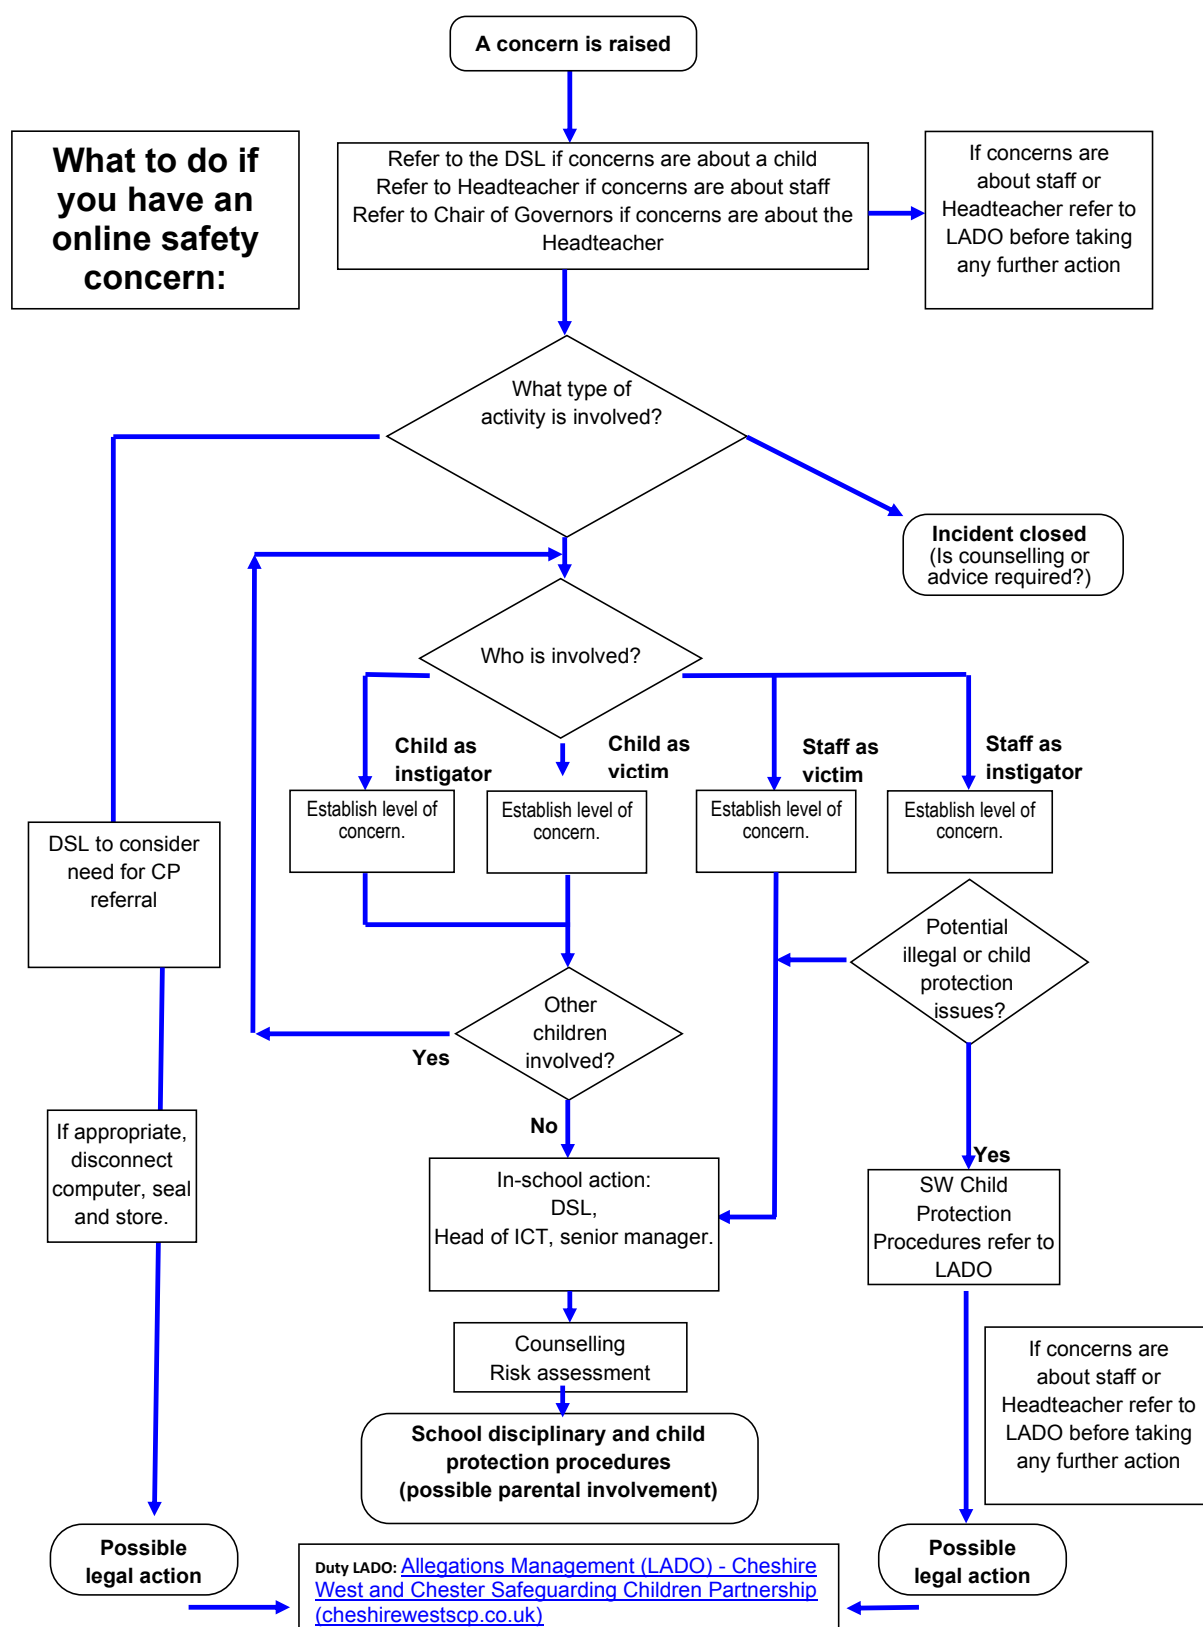 A concern is raised
What to do if
you have an
online safety
concern:
Refer to the DSL if concerns are about a child
Refer to Headteacher if concerns are about staff
Refer to Chair of Governors if concerns are about the
Headteacher
If concerns are
about staff or
Headteacher refer to
LADO before taking
any further action
What type of
activity is involved?
Incident closed
(Is counselling or
advice required?)
Who is involved?
Child as
instigator
Child as
victim
Staff as
victim
Staff as
instigator
Establish level of
concern.
Establish level of
concern.
Establish level of
concern.
Establish level of
concern.
DSL to consider
need for CP
referral
Potential
illegal or child
protection
issues?
Other
children
involved?
Yes
No
If appropriate,
disconnect
computer, seal
and store.
Yes
In-school action:
DSL,
Head of ICT, senior manager.
SW Child
Protection
Procedures refer to
LADO
Counselling
Risk assessment
If concerns are
about staff or
Headteacher refer to
LADO before taking
any further action
School disciplinary and child
protection procedures
(possible parental involvement)
Possible
legal action
Duty LADO: Allegations Management (LADO) - Cheshire
West and Chester Safeguarding Children Partnership
(cheshirewestscp.co.uk)
Possible
legal action